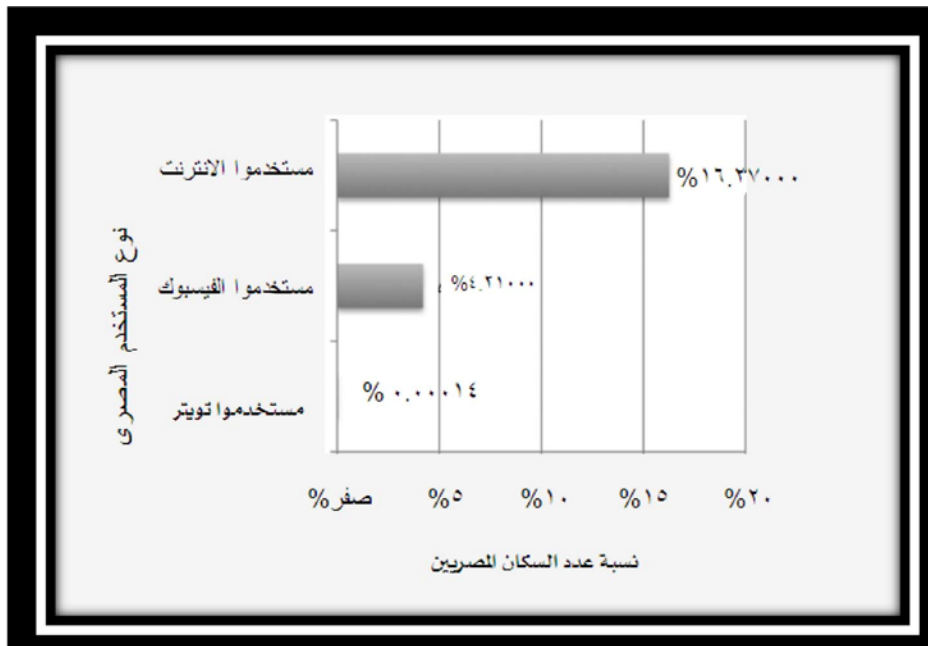 مستخدموا الانترنت
%١٦.٢٧٠٠٠
مستخدموا الفيسبوك
%٤.٢١٠٠٠
مستخدموا تويتر
% ٠.٠٠٠١٤
نوع المستخدم المصرى
صفر% %٥ %١٠ %١٥ %٢٠
نسبة عدد السكان المصريين